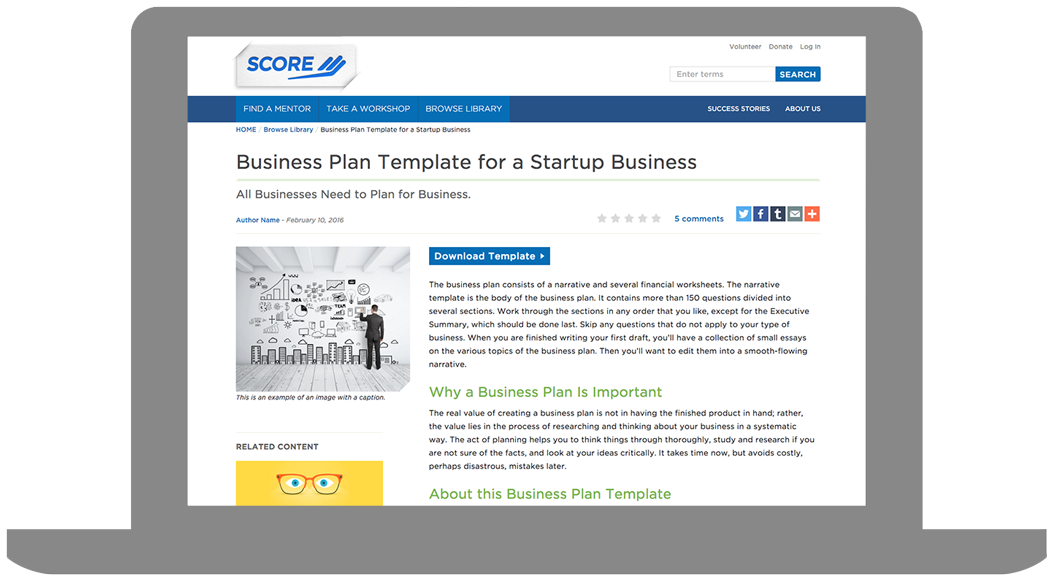 SCORE
Volunteer Donate Log In
Enter terms SEARCH
FIND A MENTOR TAKE A WORKSHOP BROWSE LIBRARY SUCCESS STORIES ABOUT US
HOME / Browse Library / Business Plan Template for a Startup Business
Business Plan Template for a Startup Business
All Businesses Need to Plan for Business.
Author Name - February 10, 2016 5 comments
Download Template
The business plan consists of a narrative and several financial worksheets. The narrative
template is the body of the business plan. It contains more than 150 questions divided into
several sections. Work through the sections in any order that you like, except for the Executive
Summary, which should be done last. Skip any questions that do not apply to your type of
business. When you are finished writing your first draft, you'll have a collection of small essays
on the various topics of the business plan. Then you'll want to edit them into a smooth-flowing
narrative.
This is an example of an image with a caption.
Why a Business Plan Is Important
The real value of creating a business plan is not in having the finished product in hand; rather,
the value lies in the process of researching and thinking about your business in a systematic
way. The act of planning helps you to think things through thoroughly, study and research if you
are not sure of the facts, and look at your ideas critically. It takes time now, but avoids costly,
perhaps disastrous, mistakes later.
RELATED CONTENT
About this Business Plan Template